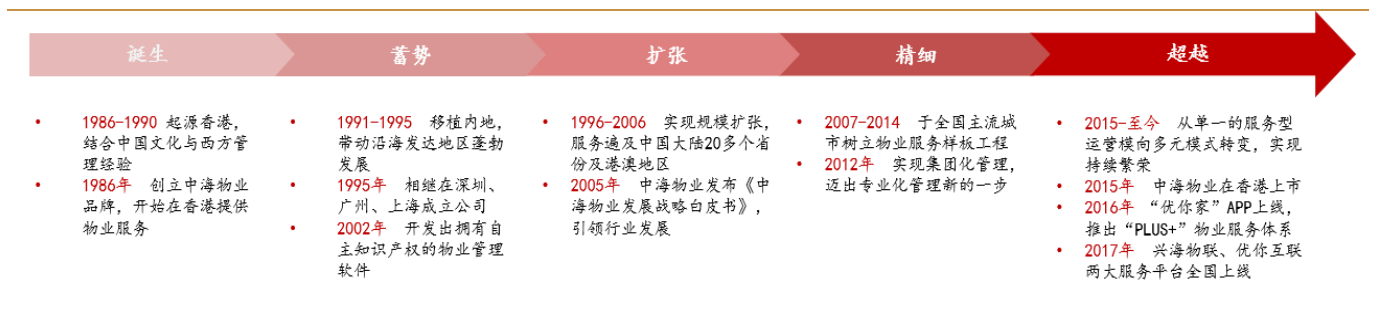 诞生
蓄势
扩张
精细
超越
• 1986-1990 起源香港，
结合中国文化与西方管
理经验
• 1986年 创立中海物业
品牌，开始在香港提供
物业服务
• 1991-1995 移植内地，
带动沿海发达地区蓬勃
发展
• 1995年 相继在深圳、
广州、上海成立公司
• 2002年 开发出拥有自
主知识产权的物业管理
软件
• 1996-2006 实现规模扩张，
服务遍及中国大陆20多个省
份及港澳地区
• 2005年 中海物业发布《中
海物业发展战略白皮书》，
引领行业发展
• 2007-2014 于全国主流城
市树立物业服务样板工程
• 2012年 实现集团化管理，
迈出专业化管理新的一步
• 2015-至今 从单一的服务型
运营模向多元模式转变，实现
持续繁荣
• 2015年 中海物业在香港上市
• 2016年 “优你家”APP上线，
推出“PLUS+”物业服务体系
• 2017年 兴海物联、优你互联
两大服务平台全国上线